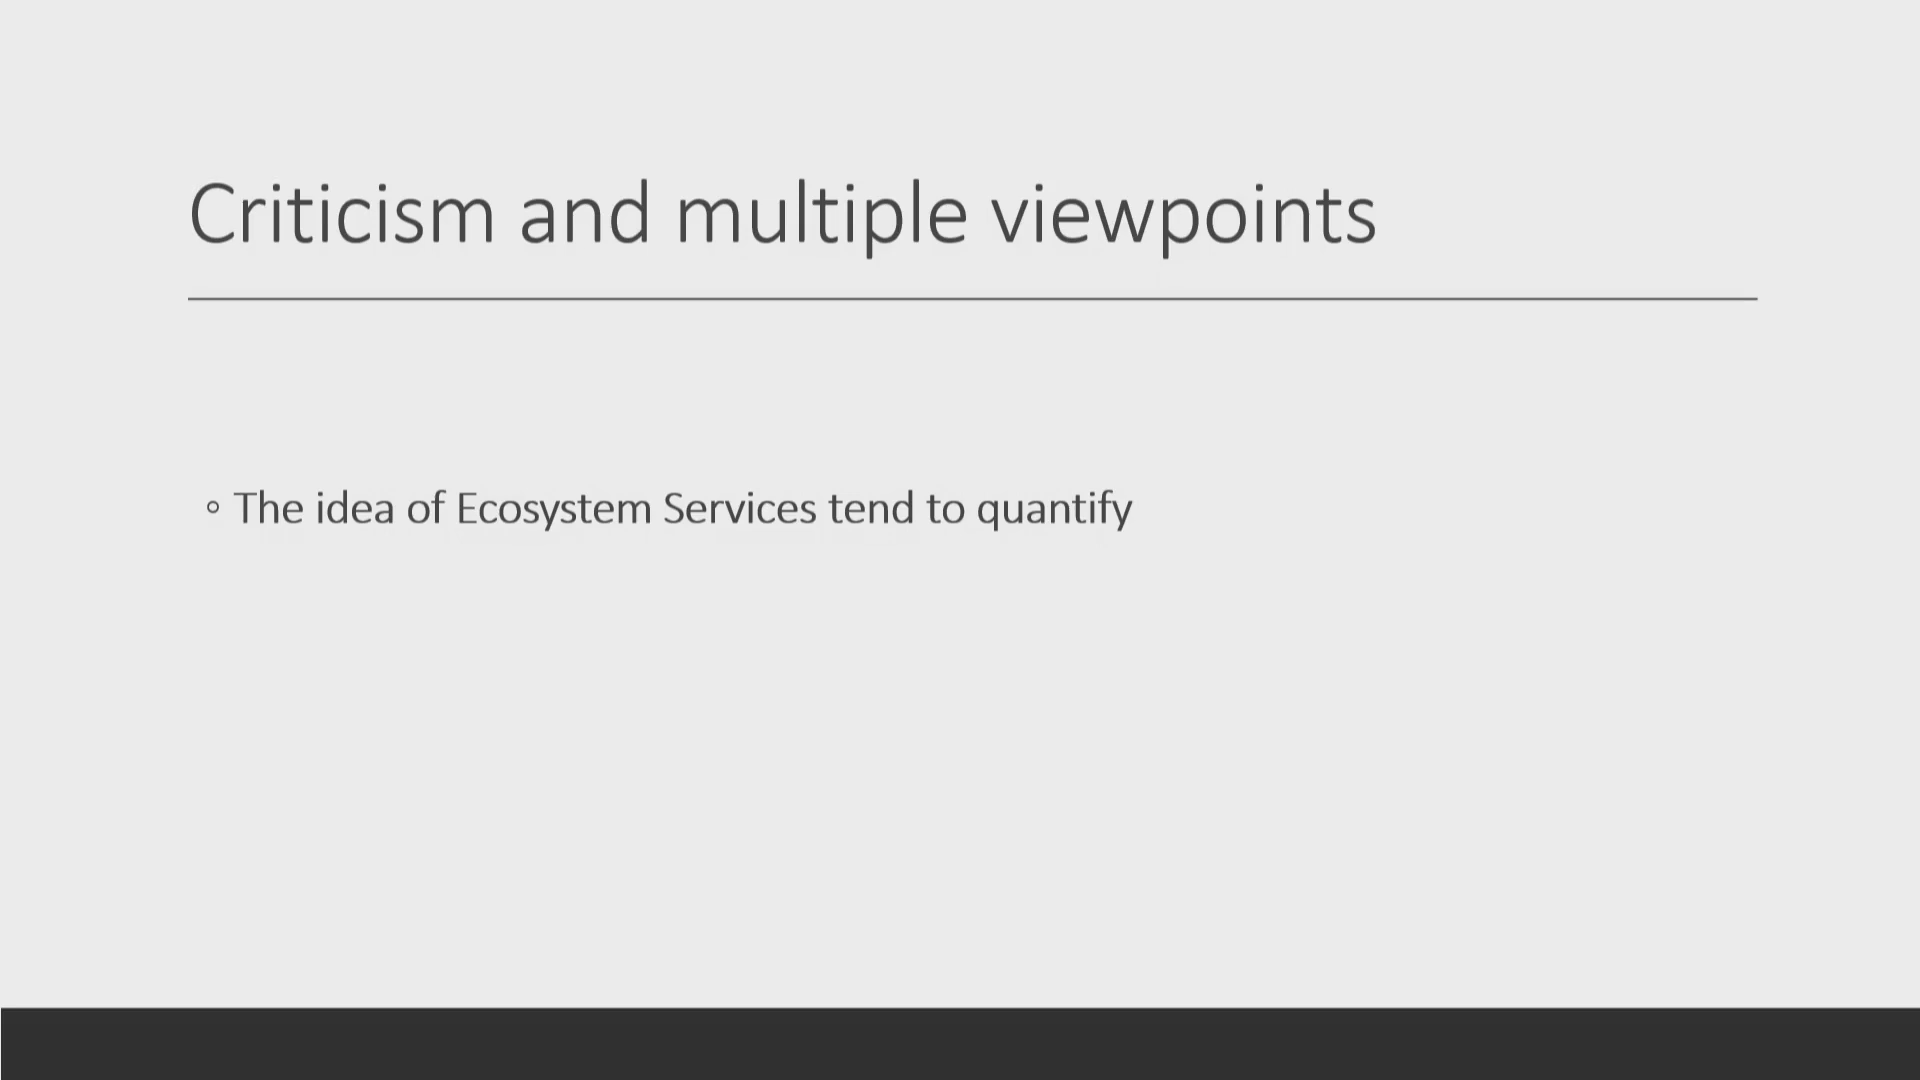 Criticism and multiple viewpoints
◦ The idea of Ecosystem Services tend to quantify